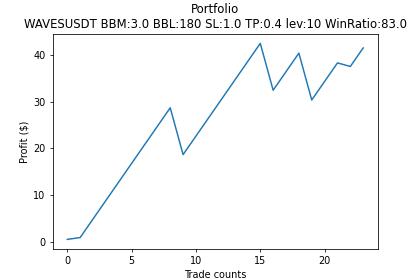 Portfolio
WAVESUSDT BBM:3.0 BBL:180 SL:1.0 TP:0.4 lev:10 WinRatio:83.0
40
30
20
10
0
Profit ($)
0 5 10 15 20
Trade counts